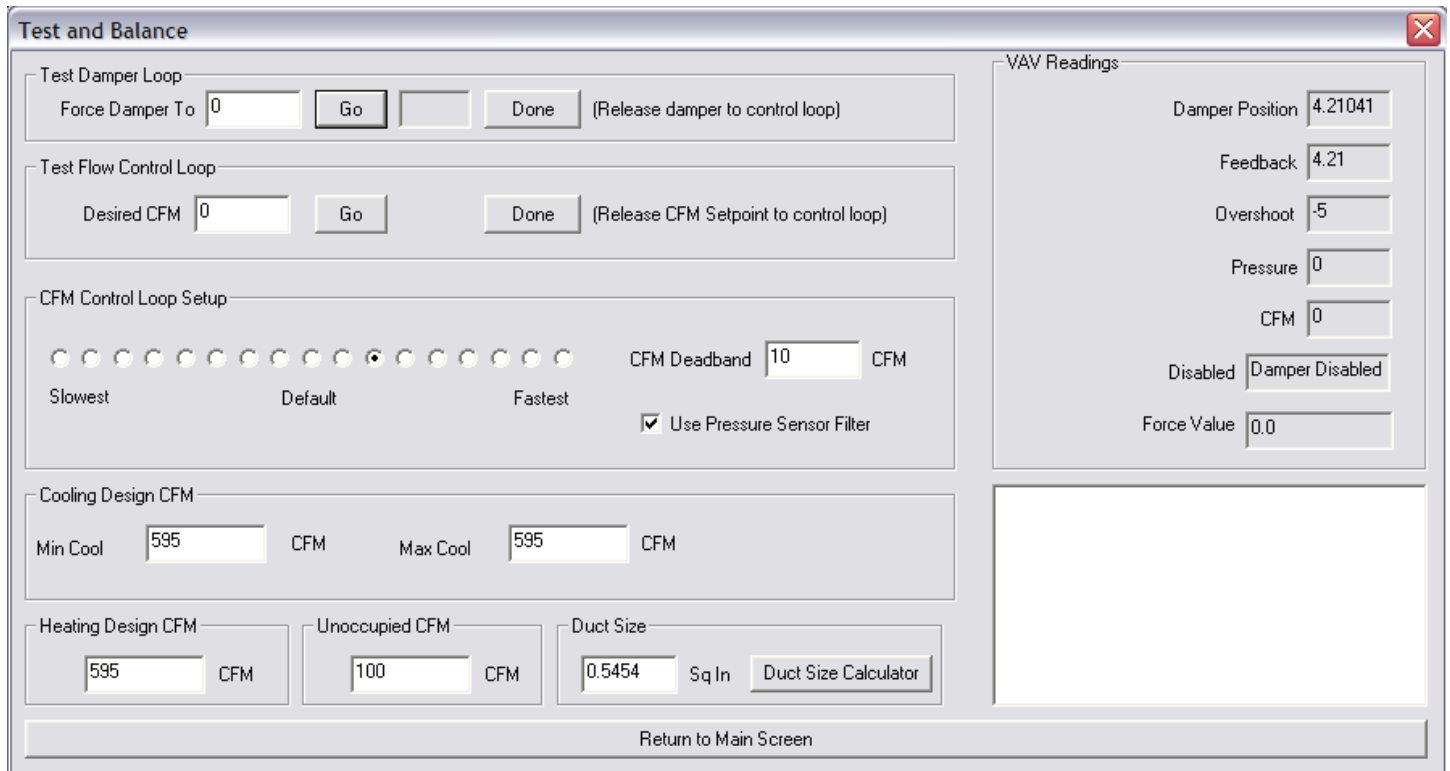 Test and Balance
Test Damper Loop
Force Damper To 0 Go Done (Release damper to control loop)
Test Flow Control Loop
Desired CFM 0 Go Done (Release CFM Setpoint to control loop)
CFM Control Loop Setup
Slowest Default Fastest
CFM Deadband 10 CFM
Use Pressure Sensor Filter
Cooling Design CFM
Min Cool 595 CFM Max Cool 595 CFM
Heating Design CFM
595 CFM
Unoccupied CFM
100 CFM
Duct Size
0.5454 Sq In Duct Size Calculator
VAV Readings
Damper Position 4.21041
Feedback 4.21
Overshoot -5
Pressure 0
CFM 0
Disabled Damper Disabled
Force Value 0.0
Return to Main Screen